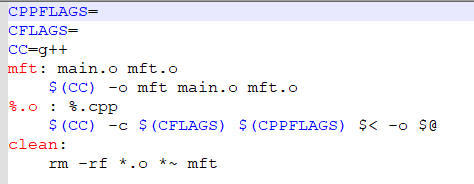 CPPFLAGS=
CFLAGS=
CC=g++
mft: main.o mft.o
    $(CC) -o mft main.o mft.o
%.o : %.cpp
    $(CC) -c $(CFLAGS) $(CPPFLAGS) $< -o $@
clean:
    rm -rf *.o *~ mft